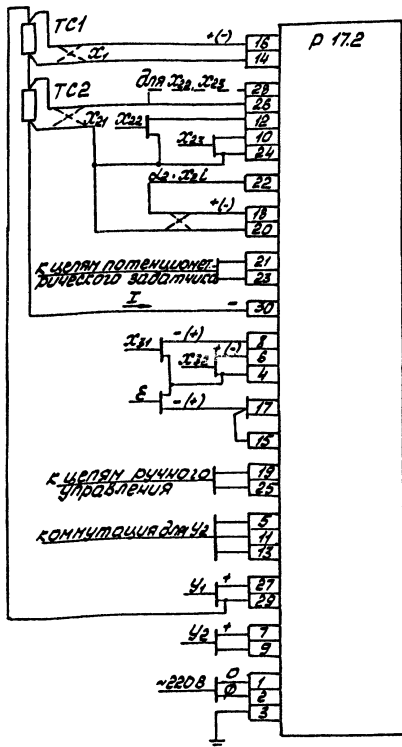 ТС1
Р 17.2
+(-)
16
x1
14
ТС2
для x22, x23
28
26
x21
x22
12
10
x23
24
α2·x2i
22
+(-)
18
20
к цепям потенциомет-
рического задатчика
21
23
I
-
30
x31
-(+)
8
+(-)
6
x32
4
ε
-(+)
17
15
к цепям ручного
управления
19
25
коммутация для У2
5
11
13
У1
+
27
29
У2
+
7
9
~220В
0
1
ф
2
3